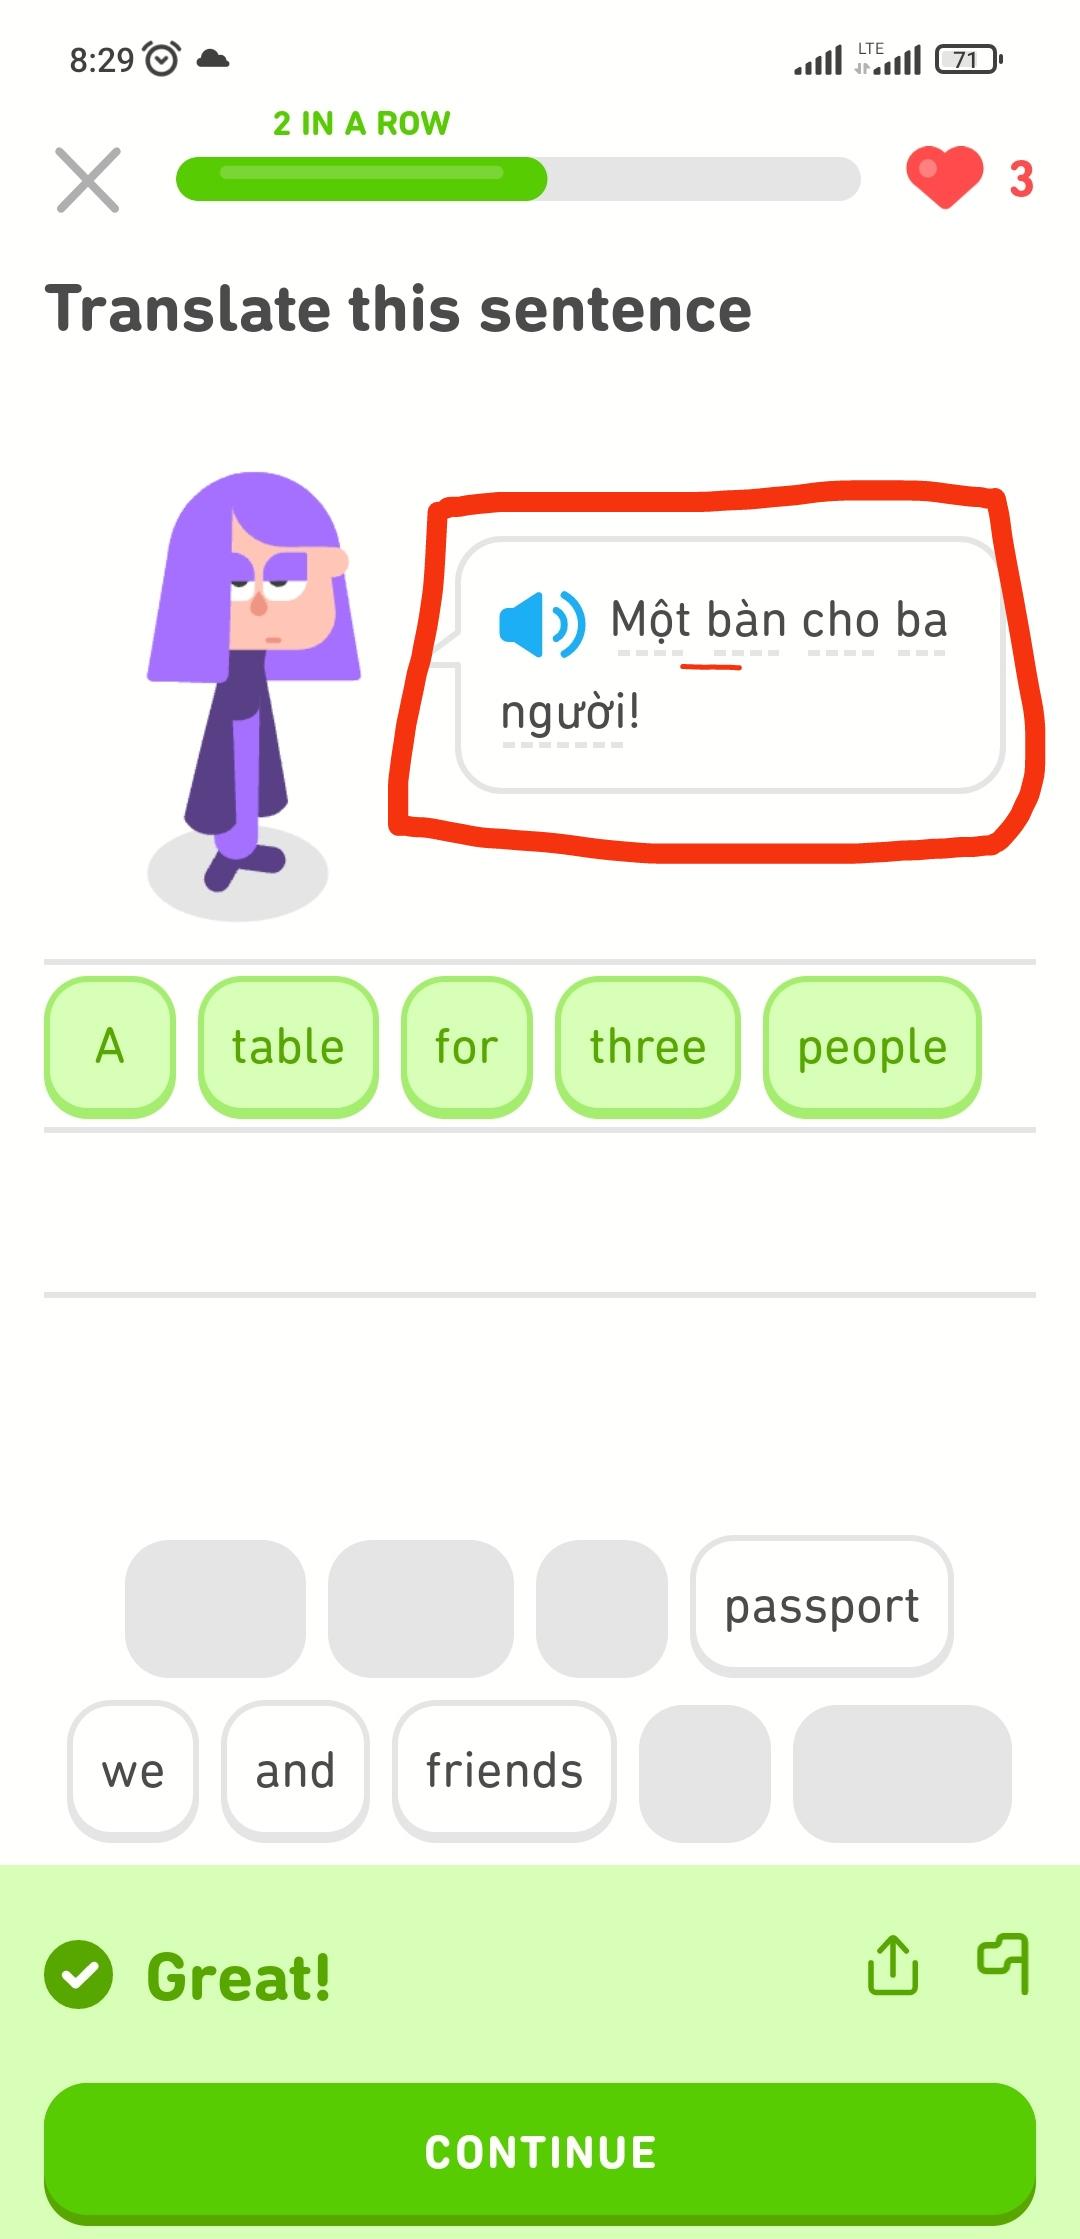 8:29 LTE 71
2 IN A ROW
3
Translate this sentence
Một bàn cho ba
người!
A table for three people
passport
we and friends
Great!
CONTINUE